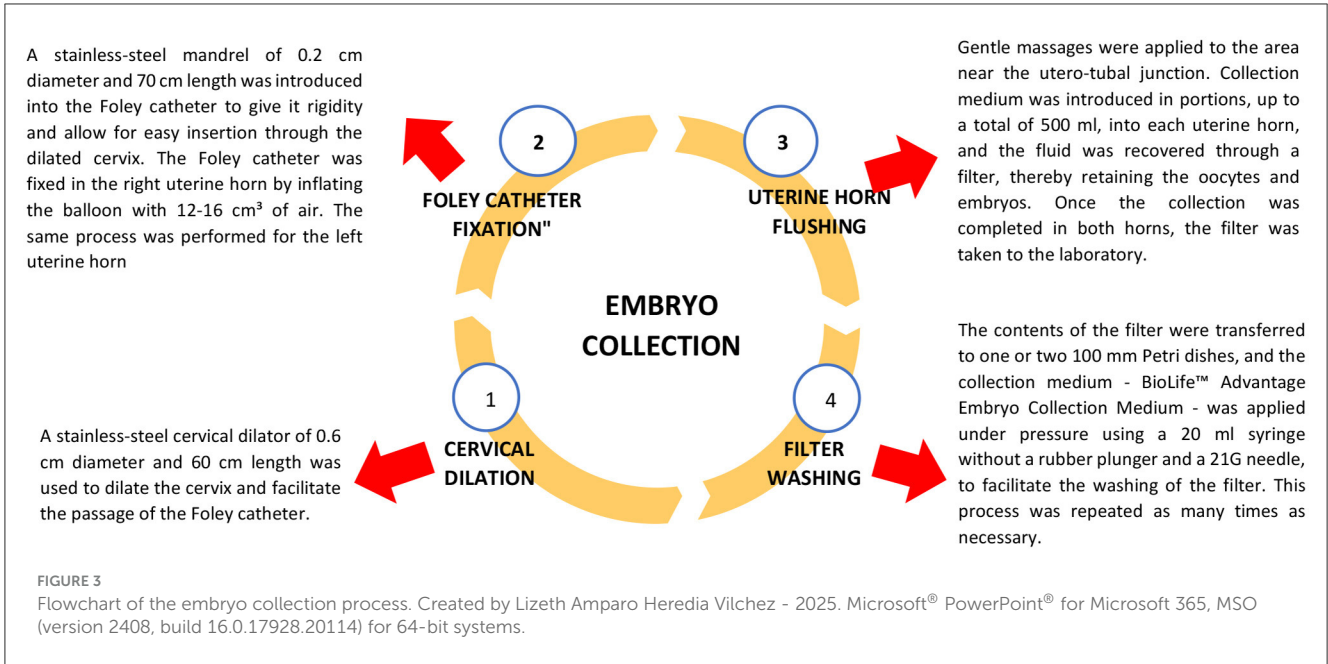 A stainless-steel mandrel of 0.2 cm
diameter and 70 cm length was introduced
into the Foley catheter to give it rigidity
and allow for easy insertion through the
dilated cervix. The Foley catheter was
fixed in the right uterine horn by inflating
the balloon with 12-16 cm³ of air. The
same process was performed for the left
uterine horn
Gentle massages were applied to the area
near the utero-tubal junction. Collection
medium was introduced in portions, up to
a total of 500 ml, into each uterine horn,
and the fluid was recovered through a
filter, thereby retaining the oocytes and
embryos. Once the collection was
completed in both horns, the filter was
taken to the laboratory.
2
FOLEY CATHETER
FIXATION"
3
UTERINE HORN
FLUSHING
EMBRYO
COLLECTION
1
CERVICAL
DILATION
4
FILTER
WASHING
A stainless-steel cervical dilator of 0.6
cm diameter and 60 cm length was
used to dilate the cervix and facilitate
the passage of the Foley catheter.
The contents of the filter were transferred
to one or two 100 mm Petri dishes, and the
collection medium - BioLife™ Advantage
Embryo Collection Medium - was applied
under pressure using a 20 ml syringe
without a rubber plunger and a 21G needle,
to facilitate the washing of the filter. This
process was repeated as many times as
necessary.
FIGURE 3
Flowchart of the embryo collection process. Created by Lizeth Amparo Heredia Vilchez - 2025. Microsoft® PowerPoint® for Microsoft 365, MSO
(version 2408, build 16.0.17928.20114) for 64-bit systems.